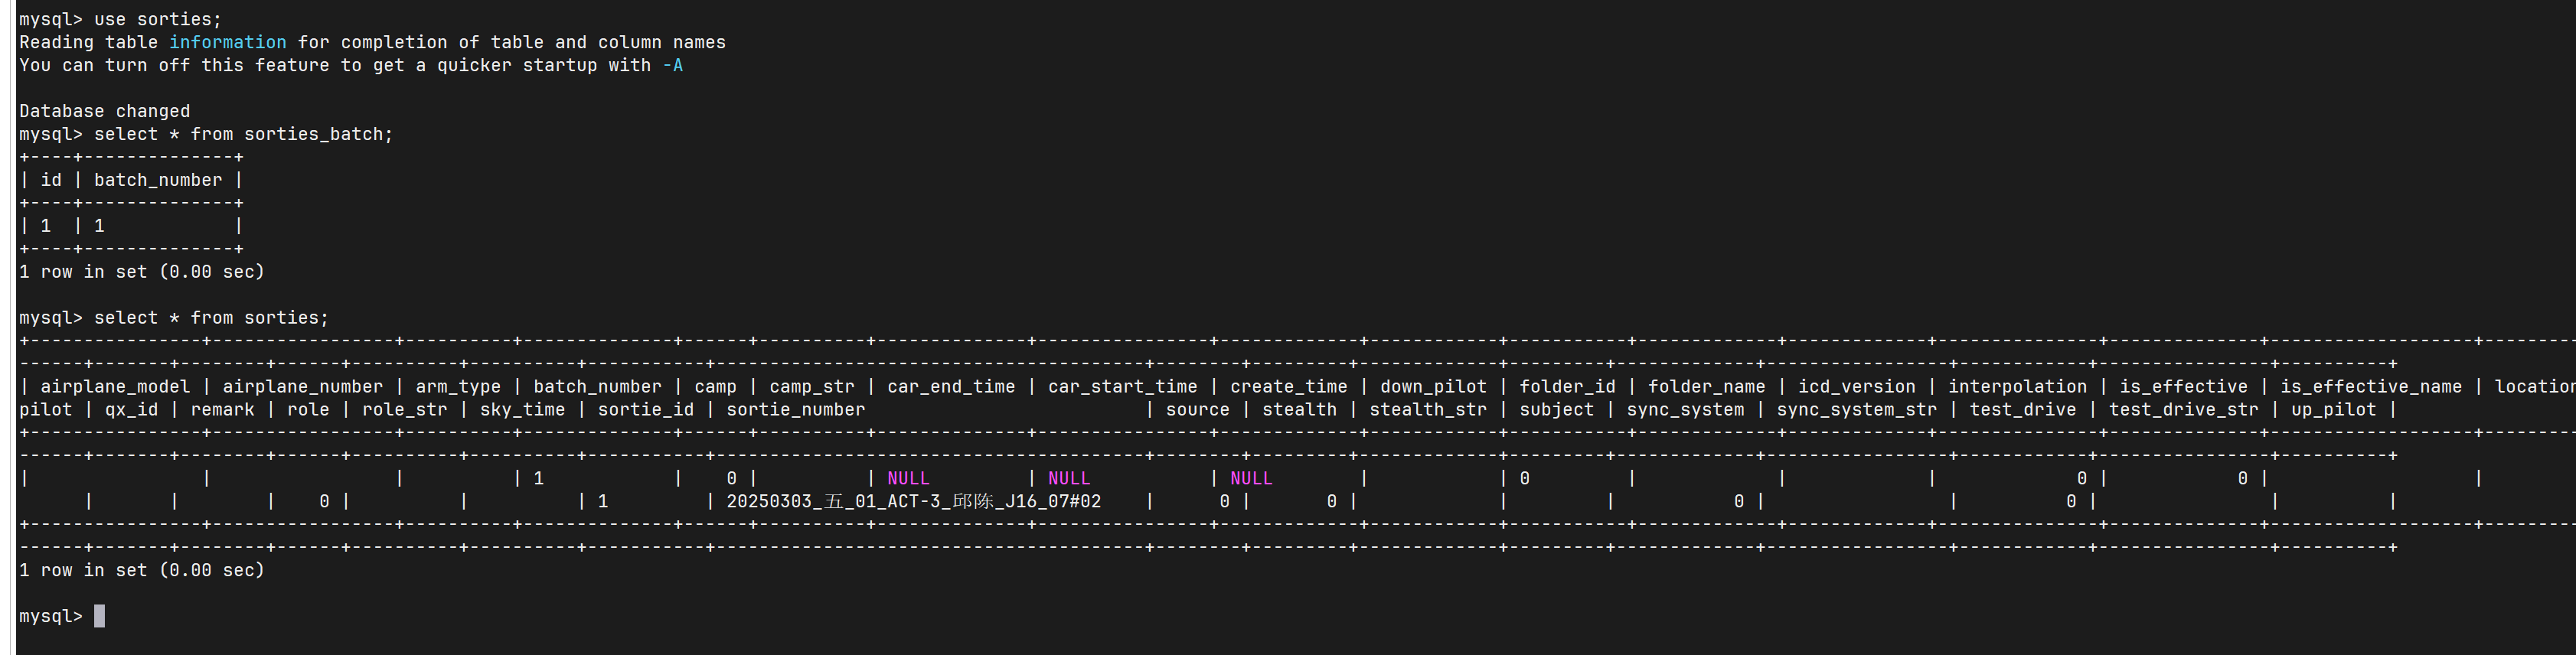 mysql> use sorties;
Reading table information for completion of table and column names
You can turn off this feature to get a quicker startup with -A
Database changed
mysql> select * from sorties_batch;
+----+--------------+
| id | batch_number |
+----+--------------+
| 1  | 1            |
+----+--------------+
1 row in set (0.00 sec)
mysql> select * from sorties;
+----------------+-----------------+----------+--------------+------+----------+--------------+----------------+-------------+------------+-----------+-------------+-------------+---------------+--------------+-------------------+---------
------+-------+--------+------+----------+----------+-----------+----------------------------------------+--------+---------+-------------+---------+-------------+-----------------+------------+----------------+----------+
| airplane_model | airplane_number | arm_type | batch_number | camp | camp_str | car_end_time | car_start_time | create_time | down_pilot | folder_id | folder_name | icd_version | interpolation | is_effective | is_effective_name | location
pilot | qx_id | remark | role | role_str | sky_time | sortie_id | sortie_number                          | source | stealth | stealth_str | subject | sync_system | sync_system_str | test_drive | test_drive_str | up_pilot |
+----------------+-----------------+----------+--------------+------+----------+--------------+----------------+-------------+------------+-----------+-------------+-------------+---------------+--------------+-------------------+---------
------+-------+--------+------+----------+----------+-----------+----------------------------------------+--------+---------+-------------+---------+-------------+-----------------+------------+----------------+----------+
|                |                 |          | 1            |    0 |          | NULL         | NULL           | NULL        |            | 0         |             |             |             0 |            0 |                   |
      |       |        |    0 |          |          | 1         | 20250303_五_01_ACT-3_邱陈_J16_07#02    |      0 |       0 |             |         |           0 |                 |          0 |                |          |
+----------------+-----------------+----------+--------------+------+----------+--------------+----------------+-------------+------------+-----------+-------------+-------------+---------------+--------------+-------------------+---------
------+-------+--------+------+----------+----------+-----------+----------------------------------------+--------+---------+-------------+---------+-------------+-----------------+------------+----------------+----------+
1 row in set (0.00 sec)
mysql>